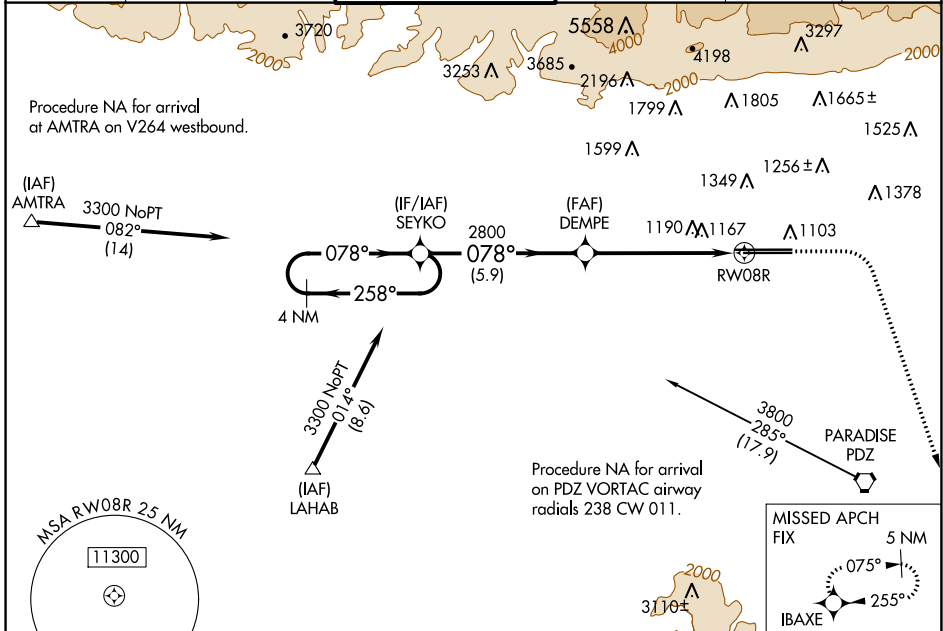 3720
2000
5558
4000
3253
3685
4198
3297
2000
2196
2000
1799
1805
1665±
1525
1599
1256±
1349
1378
Procedure NA for arrival
at AMTRA on V264 westbound.
(IAF)
AMTRA
3300 NoPT
082°
(14)
(IF/IAF)
SEYKO
2800
078°
(5.9)
(FAF)
DEMPE
1190
1167
1103
RW08R
078°
258°
4 NM
3300 NoPT
014°
(8.6)
(IAF)
LAHAB
3800
285°
(17.9)
PARADISE
PDZ
Procedure NA for arrival
on PDZ VORTAC airway
radials 238 CW 011.
MSA RW08R 25 NM
11300
2000
3110±
MISSED APCH
FIX
5 NM
075°
255°
IBAXE